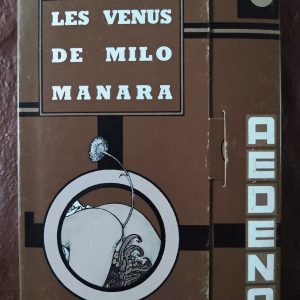 LES VENUS
DE MILO
MANARA
AEDENA